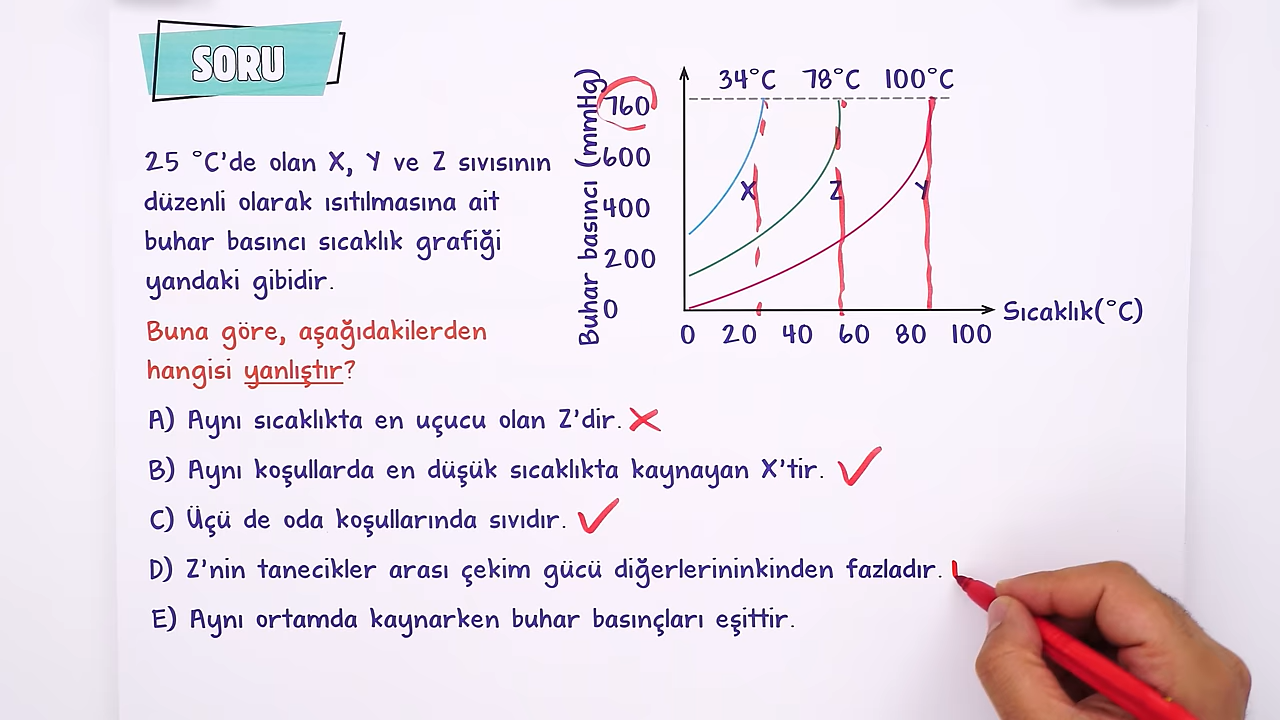 SORU
25 °C'de olan X, Y ve Z sıvısının
düzenli olarak ısıtılmasına ait
buhar basıncı sıcaklık grafiği
yandaki gibidir.
Buna göre, aşağıdakilerden
hangisi yanlıştır?
Buhar basıncı (mmHg)
34°C 78°C 100°C
760
600
400
200
0
X Z Y
0 20 40 60 80 100
Sıcaklık(°C)
A) Aynı sıcaklıkta en uçucu olan Z'dir.
B) Aynı koşullarda en düşük sıcaklıkta kaynayan X'tir.
C) Üçü de oda koşullarında sıvıdır.
D) Z'nin tanecikler arası çekim gücü diğerlerininkinden fazladır.
E) Aynı ortamda kaynarken buhar basınçları eşittir.